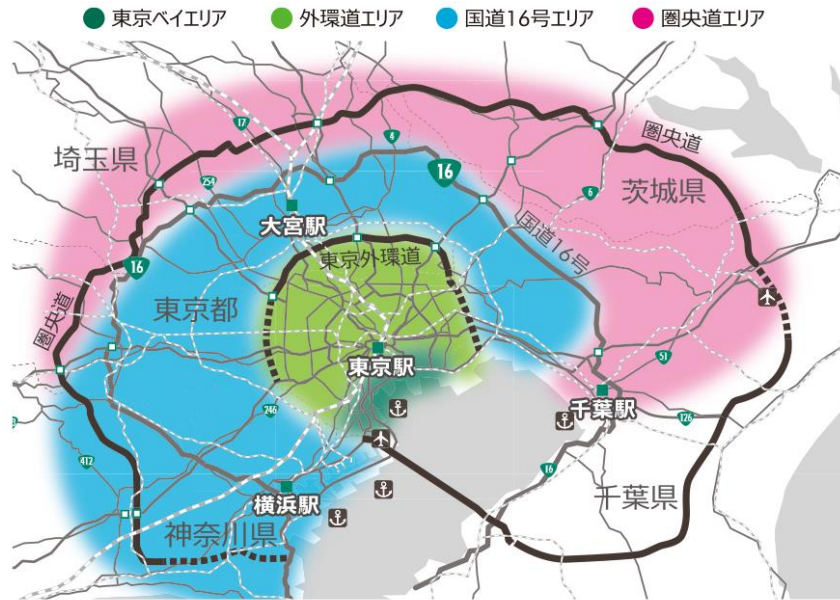 東京ベイエリア
外環道エリア
国道16号エリア
圏央道エリア
17
4
圏央道
埼玉県
16
254
6
茨城県
大宮駅
国道16号
東京外環道
16
圏央道
東京都
東京駅
51
千葉駅
246
126
412
16
横浜駅
千葉県
神奈川県